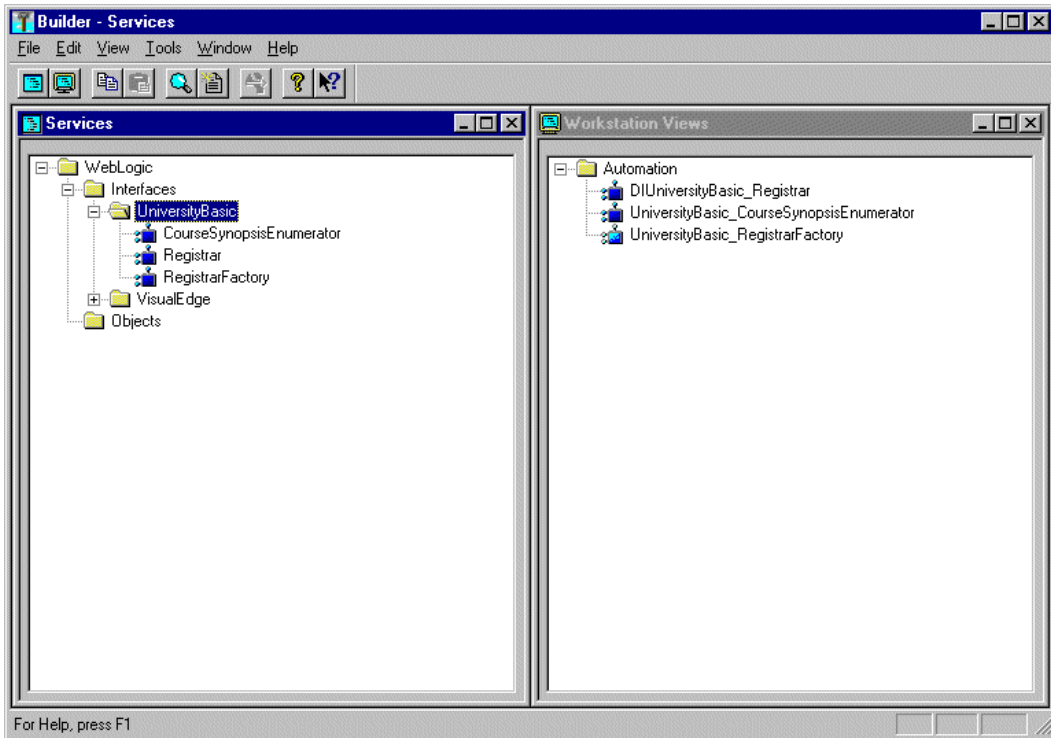 Builder - Services
File Edit View Tools Window Help
Services
WebLogic
Interfaces
UniversityBasic
CourseSynopsisEnumerator
Registrar
RegistrarFactory
VisualEdge
Objects
Workstation Views
Automation
DIUniversityBasic_Registrar
UniversityBasic_CourseSynopsisEnumerator
UniversityBasic_RegistrarFactory
For Help, press F1